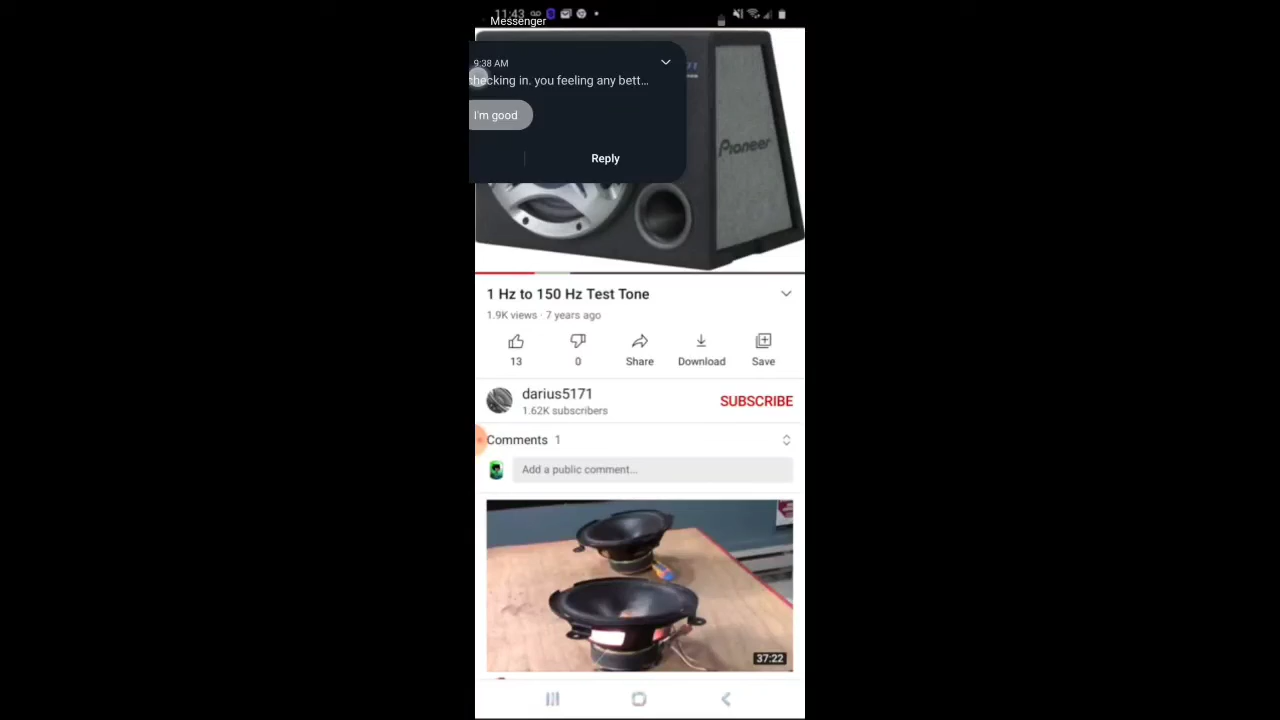 11:43
Messenger
9:38 AM
checking in. you feeling any bett...
I'm good
Reply
Pioneer
1 Hz to 150 Hz Test Tone
1.9K views · 7 years ago
13
0
Share
Download
Save
darius5171
1.62K subscribers
SUBSCRIBE
Comments 1
Add a public comment...
37:22